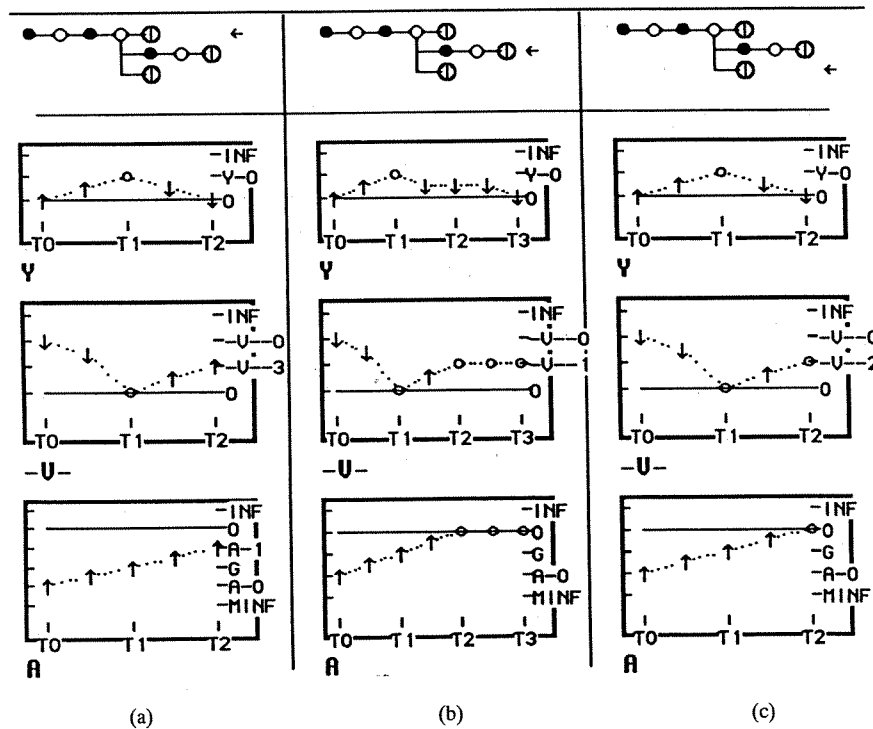 INF
Y-0
0
T0 T1 T2
Y
INF
-V--0
-V--3
0
T0 T1 T2
-V-
INF
0
A-1
G
A-0
MINF
T0 T1 T2
A
(a)
INF
Y-0
0
T0 T1 T2 T3
Y
INF
-V--0
-V--1
0
T0 T1 T2 T3
-V-
INF
0
G
A-0
MINF
T0 T1 T2 T3
A
(b)
INF
Y-0
0
T0 T1 T2
Y
INF
-V--0
-V--2
0
T0 T1 T2
-V-
INF
0
G
A-0
MINF
T0 T1 T2
A
(c)